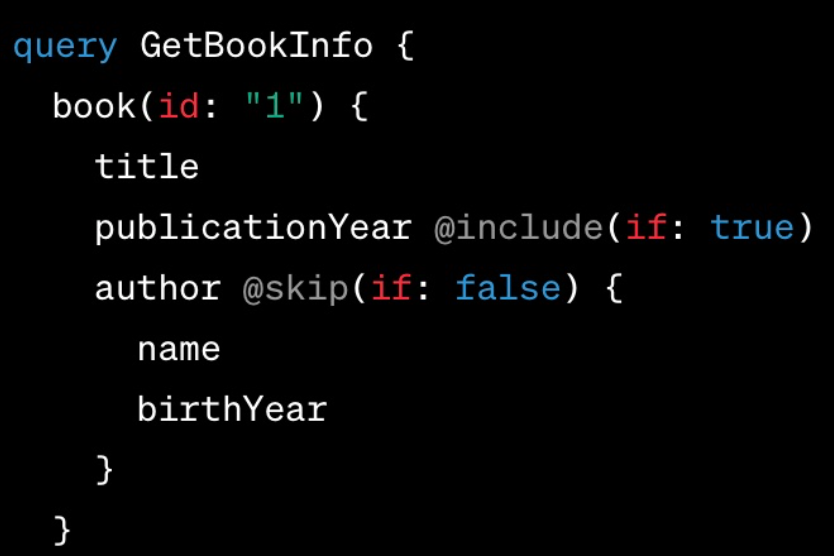 query GetBookInfo {
  book(id: "1") {
    title
    publicationYear @include(if: true)
    author @skip(if: false) {
      name
      birthYear
    }
  }